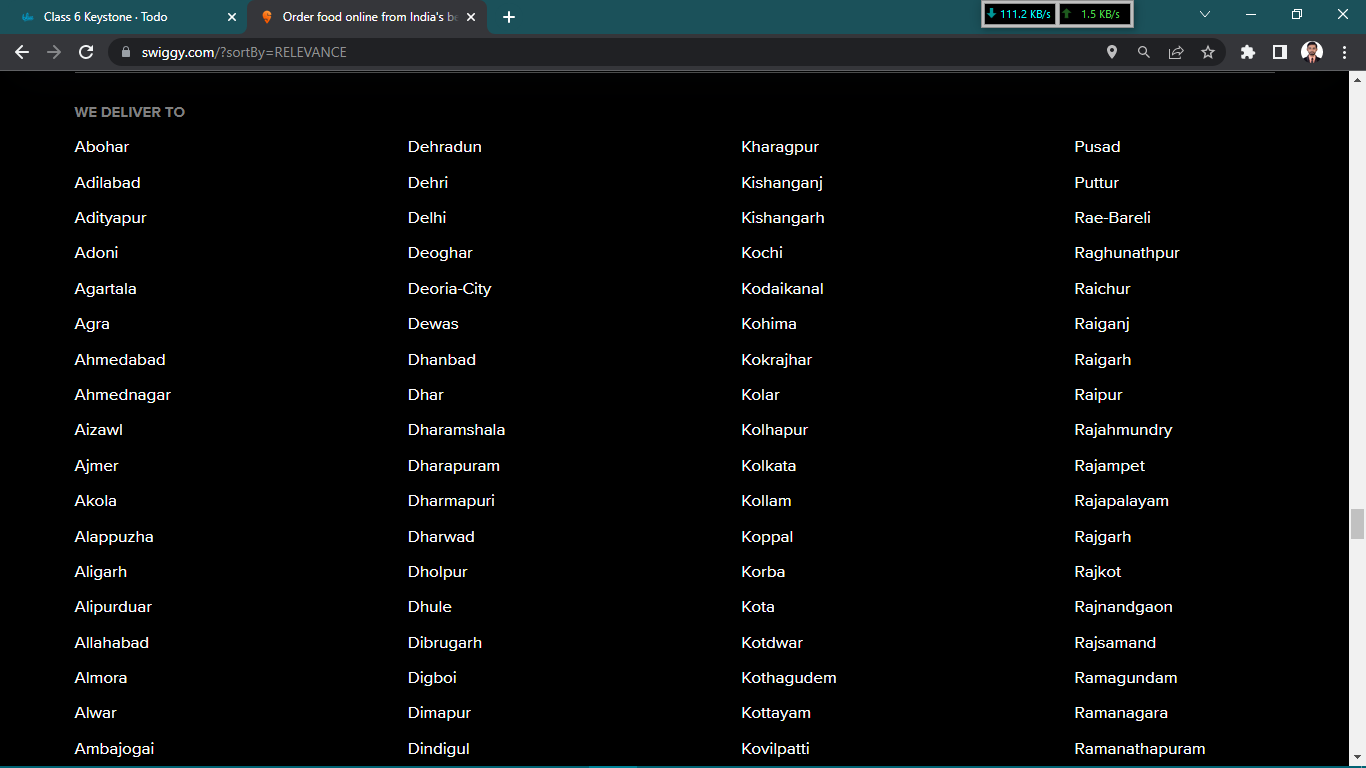 Class 6 Keystone · Todo
Order food online from India's be
111.2 KB/s
1.5 KB/s
swiggy.com/?sortBy=RELEVANCE
WE DELIVER TO
Abohar
Adilabad
Adityapur
Adoni
Agartala
Agra
Ahmedabad
Ahmednagar
Aizawl
Ajmer
Akola
Alappuzha
Aligarh
Alipurduar
Allahabad
Almora
Alwar
Ambajogai
Dehradun
Dehri
Delhi
Deoghar
Deoria-City
Dewas
Dhanbad
Dhar
Dharamshala
Dharapuram
Dharmapuri
Dharwad
Dholpur
Dhule
Dibrugarh
Digboi
Dimapur
Dindigul
Kharagpur
Kishanganj
Kishangarh
Kochi
Kodaikanal
Kohima
Kokrajhar
Kolar
Kolhapur
Kolkata
Kollam
Koppal
Korba
Kota
Kotdwar
Kothagudem
Kottayam
Kovilpatti
Pusad
Puttur
Rae-Bareli
Raghunathpur
Raichur
Raiganj
Raigarh
Raipur
Rajahmundry
Rajampet
Rajapalayam
Rajgarh
Rajkot
Rajnandgaon
Rajsamand
Ramagundam
Ramanagara
Ramanathapuram